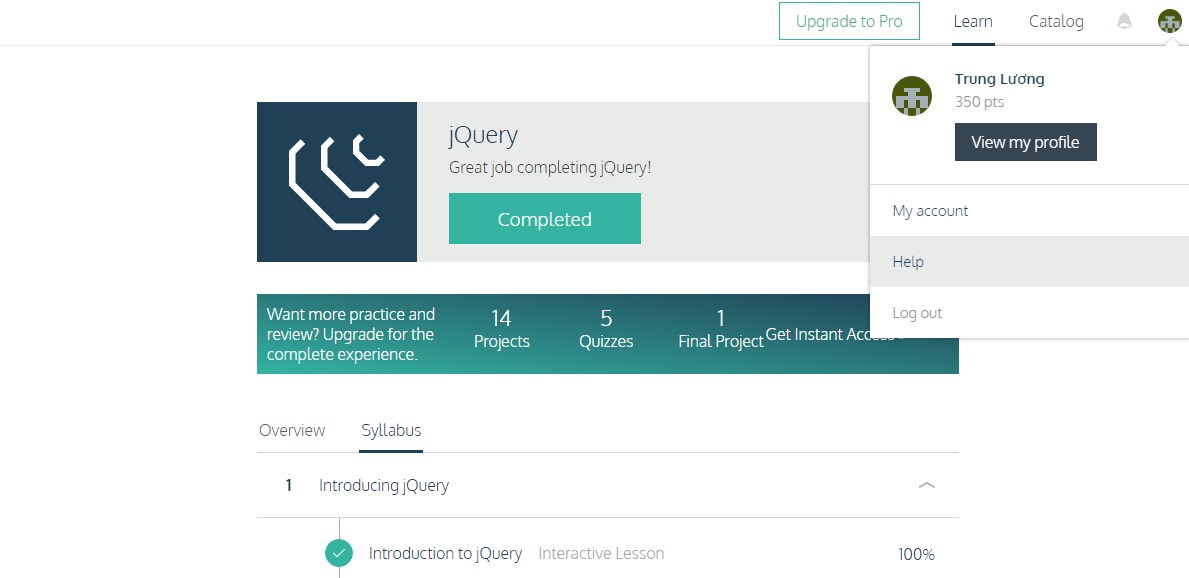 Upgrade to Pro Learn Catalog
Trung Lương
350 pts
View my profile
My account
Help
Log out
jQuery
Great job completing jQuery!
Completed
Want more practice and
review? Upgrade for the
complete experience.
14
Projects
5
Quizzes
1
Final Project
Get Instant Access
Overview Syllabus
1 Introducing jQuery
Introduction to jQuery Interactive Lesson 100%